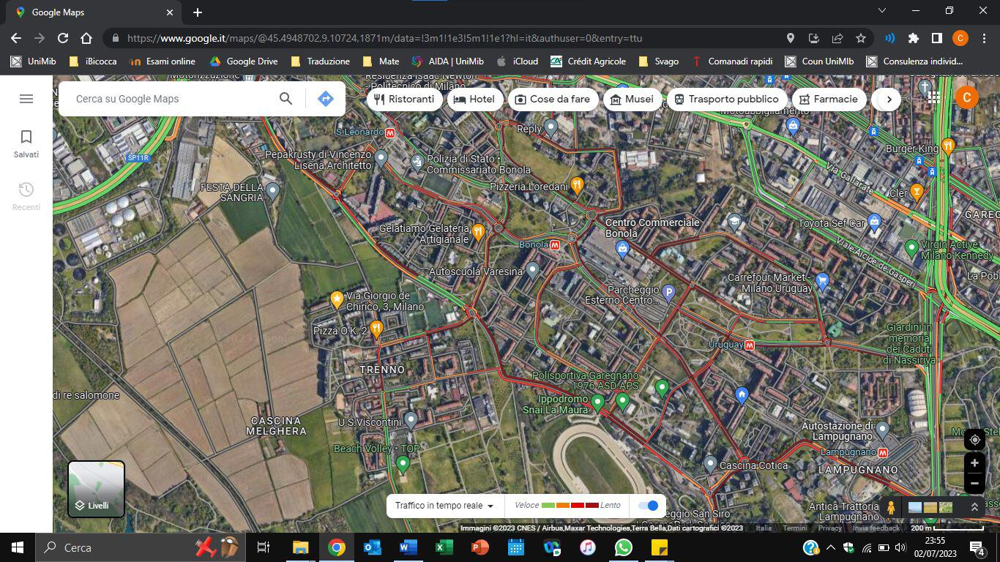 Google Maps
https://www.google.it/maps/@45.4948702,9.10724,1871m/data=!3m1!1e3!5m1!1e1?hl=it&authuser=0&entry=ttu
C
UniMib
iBicocca
Esami online
Google Drive
Traduzione
Mate
AIDA | UniMib
iCloud
Crédit Agricole
Svago
Comanadi rapidi
Coun UniMIb
Consulenza individ...
Motorizzazione
Residenza Isaac Newton
- Politecnico di Milano
Cerca su Google Maps
Ristoranti
Hotel
Cose da fare
Musei
Trasporto pubblico
Farmacie
C
Motoabbigliamento
Salvati
Recenti
S.Leonardo M
Reply
SP11R
Pepakrusty di Vincenzo
Lisena Architetto
Polizia di Stato •
Commissariato Bonola
Burger King
Via Gallarate
FESTA DELLA
SANGRIA
Pizzeria Loredani
Cler
GAREG
Gelatiamo Gelateria
Artigianale
Centro Commerciale
Bonola
Toyota Sef Car
Bonola M
Viale Alcide de Gasperi
Virgin Active
Milano Kennedy
Autoscuola Varesina
Carrefour Market -
Milano Uruguay
La Pob
Parcheggio
Esterno Centro...
P
Via Giorgio de
Chirico, 3, Milano
Pizza O.K. 2
Uruguay M
Giardini in
memoria
dei Caduti
di Nassiriya
TRENNO
Polisportiva Garegnano
1976 ASD APS
di re salomone
Ippodromo
Snai La Maura
CASCINA
MELGHERA
U.S.Visconti
Autostazione di
Lampugnano
Beach Volley • TOP
Lampugnano M
Cascina Cotica
LAMPUGNANO
Livelli
Traffico in tempo reale
Veloce
Lento
eggio San Siro
Antica Trattoria
Lampugnano
Immagini ©2023 CNES / Airbus,Maxar Technologies,Terra Bella,Dati cartografici ©2023
Italia
Termini
Privacy
Invia feedback
200 m
Cerca
23:55
02/07/2023
4